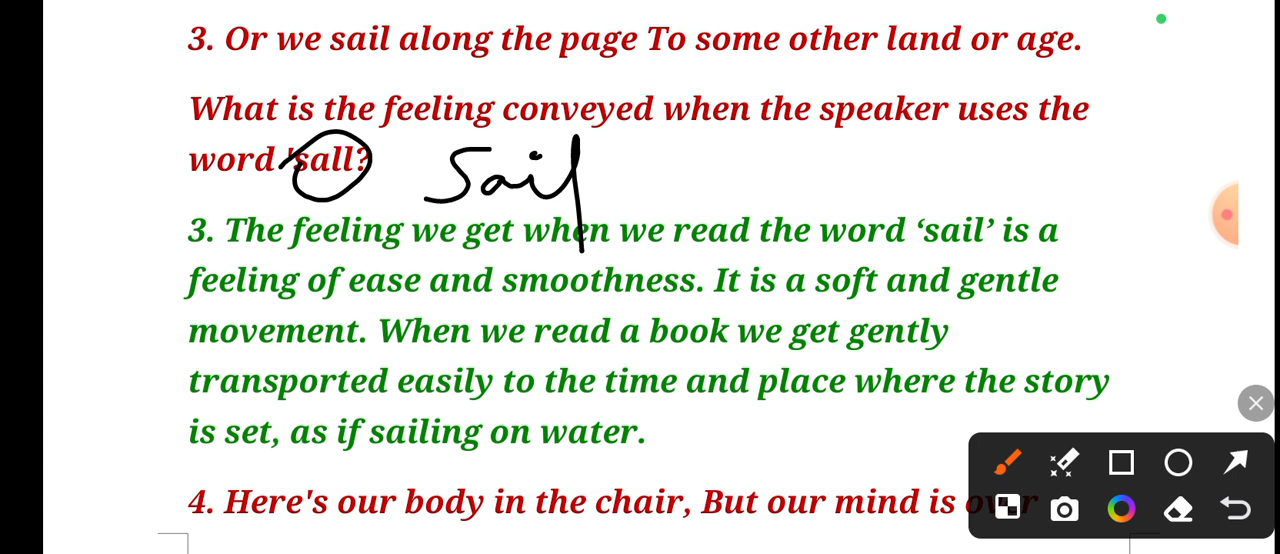 3. Or we sail along the page To some other land or age.
What is the feeling conveyed when the speaker uses the
word 'sall? Sail
3. The feeling we get when we read the word ‘sail’ is a
feeling of ease and smoothness. It is a soft and gentle
movement. When we read a book we get gently
transported easily to the time and place where the story
is set, as if sailing on water.
4. Here's our body in the chair, But our mind is over